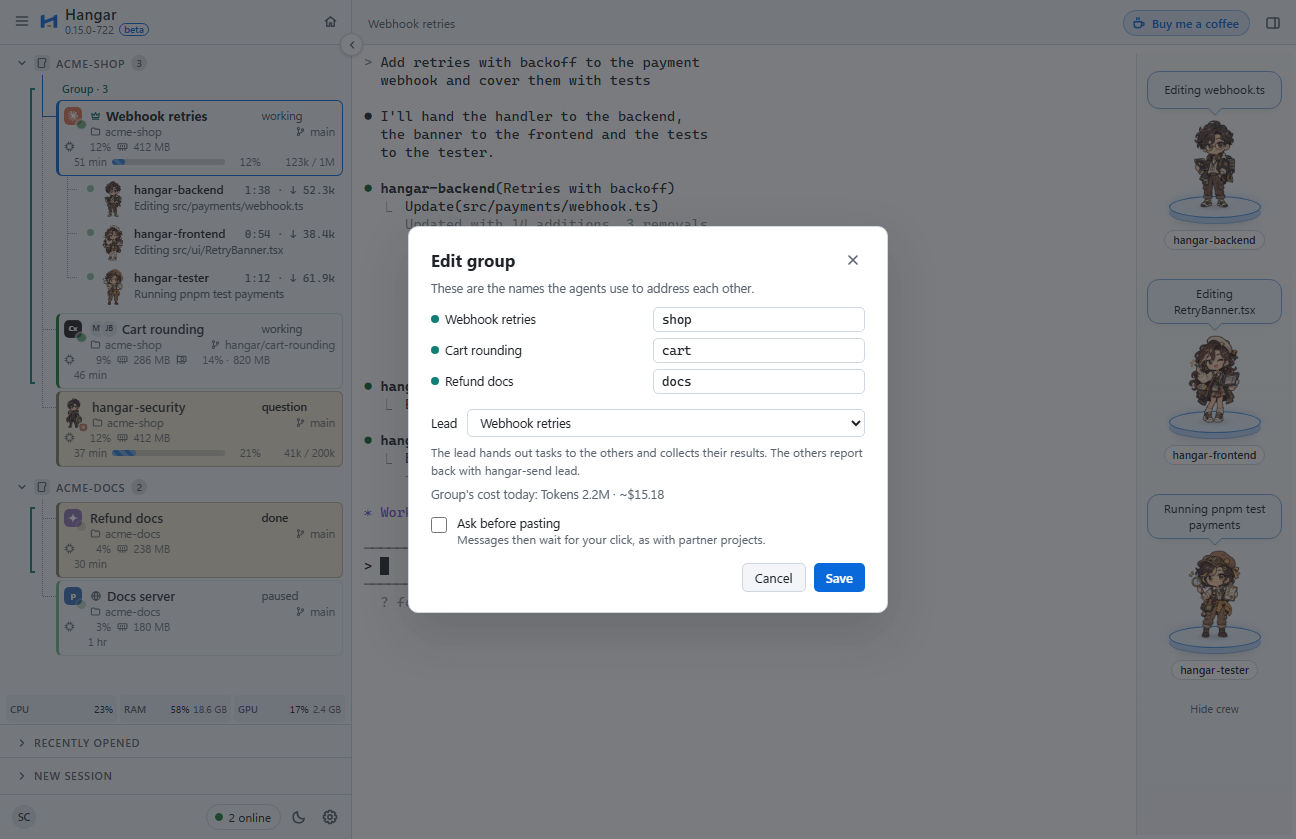 Hangar
0.15.0-722 beta
ACME-SHOP 3
Group · 3
Webhook retries working
acme-shop main
12% 412 MB
51 min 12% 123k / 1M
hangar-backend 1:38 · ↓ 52.3k
Editing src/payments/webhook.ts
hangar-frontend 0:54 · ↓ 38.4k
Editing src/ui/RetryBanner.tsx
hangar-tester 1:12 · ↓ 61.9k
Running pnpm test payments
Cx M JB Cart rounding working
acme-shop hangar/cart-rounding
9% 286 MB 14% · 820 MB
46 min
hangar-security question
acme-shop main
12% 412 MB
37 min 21% 41k / 200k
ACME-DOCS 2
Refund docs done
acme-docs main
4% 238 MB
30 min
P Docs server paused
acme-docs main
3% 180 MB
1 hr
CPU 23% RAM 58% 18.6 GB GPU 17% 2.4 GB
RECENTLY OPENED
NEW SESSION
SC 2 online
Webhook retries
Buy me a coffee
> Add retries with backoff to the payment
webhook and cover them with tests
● I'll hand the handler to the backend,
the banner to the frontend and the tests
to the tester.
● hangar-backend(Retries with backoff)
└ Update(src/payments/webhook.ts)
Updated with 14 additions, 3 removals
Edit group
These are the names the agents use to address each other.
Webhook retries shop
Cart rounding cart
Refund docs docs
Lead Webhook retries
The lead hands out tasks to the others and collects their results. The others report
back with hangar-send lead.
Group's cost today: Tokens 2.2M · ~$15.18
Ask before pasting
Messages then wait for your click, as with partner projects.
Cancel Save
Editing webhook.ts
hangar-backend
Editing
RetryBanner.tsx
hangar-frontend
Running pnpm test
payments
hangar-tester
Hide crew